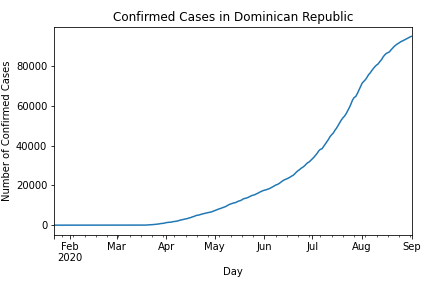 Confirmed Cases in Dominican Republic
Number of Confirmed Cases
80000
60000
40000
20000
0
Feb Mar Apr May Jun Jul Aug Sep
2020
Day